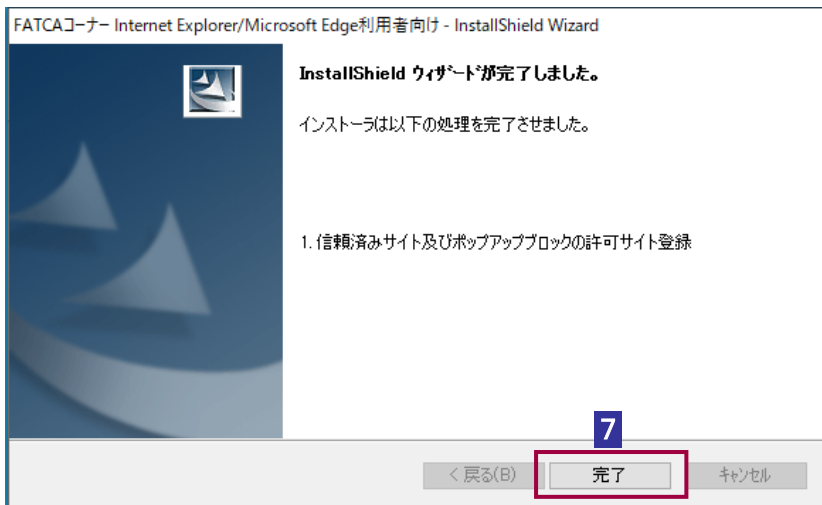 FATCAコーナー Internet Explorer/Microsoft Edge利用者向け - InstallShield Wizard
InstallShield ウィザードが完了しました。
インストーラは以下の処理を完了させました。
1. 信頼済みサイト及びポップアップブロックの許可サイト登録
7
< 戻る(B)
完了
キャンセル